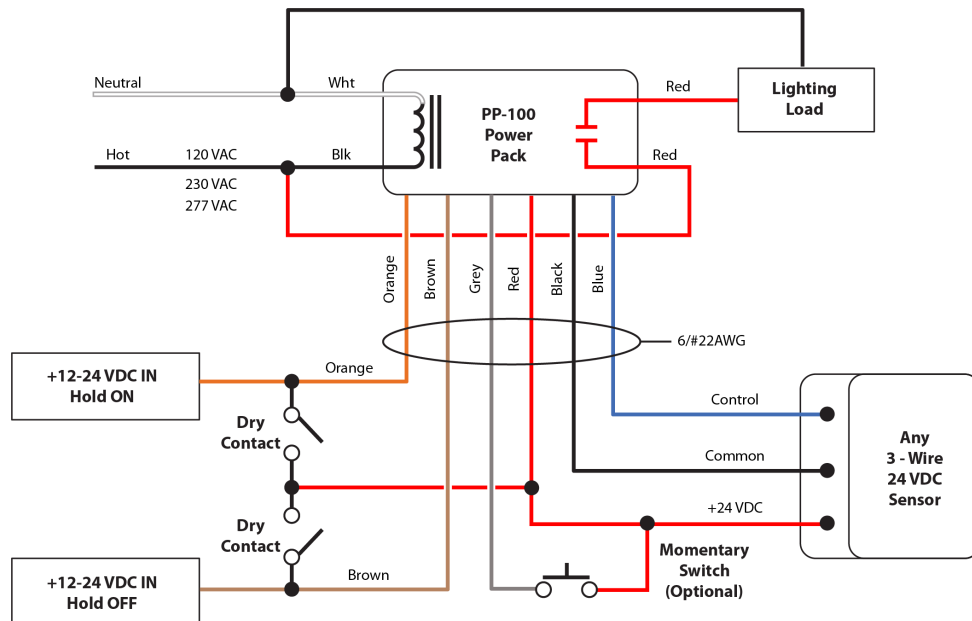 Neutral
Wht
Red
Lighting
Load
PP-100
Power
Pack
Hot
120 VAC
Blk
Red
230 VAC
277 VAC
Orange
Brown
Grey
Red
Black
Blue
6/#22AWG
+12-24 VDC IN
Hold ON
Orange
Dry
Contact
Control
Common
+24 VDC
Any
3 - Wire
24 VDC
Sensor
Dry
Contact
+12-24 VDC IN
Hold OFF
Brown
Momentary
Switch
(Optional)